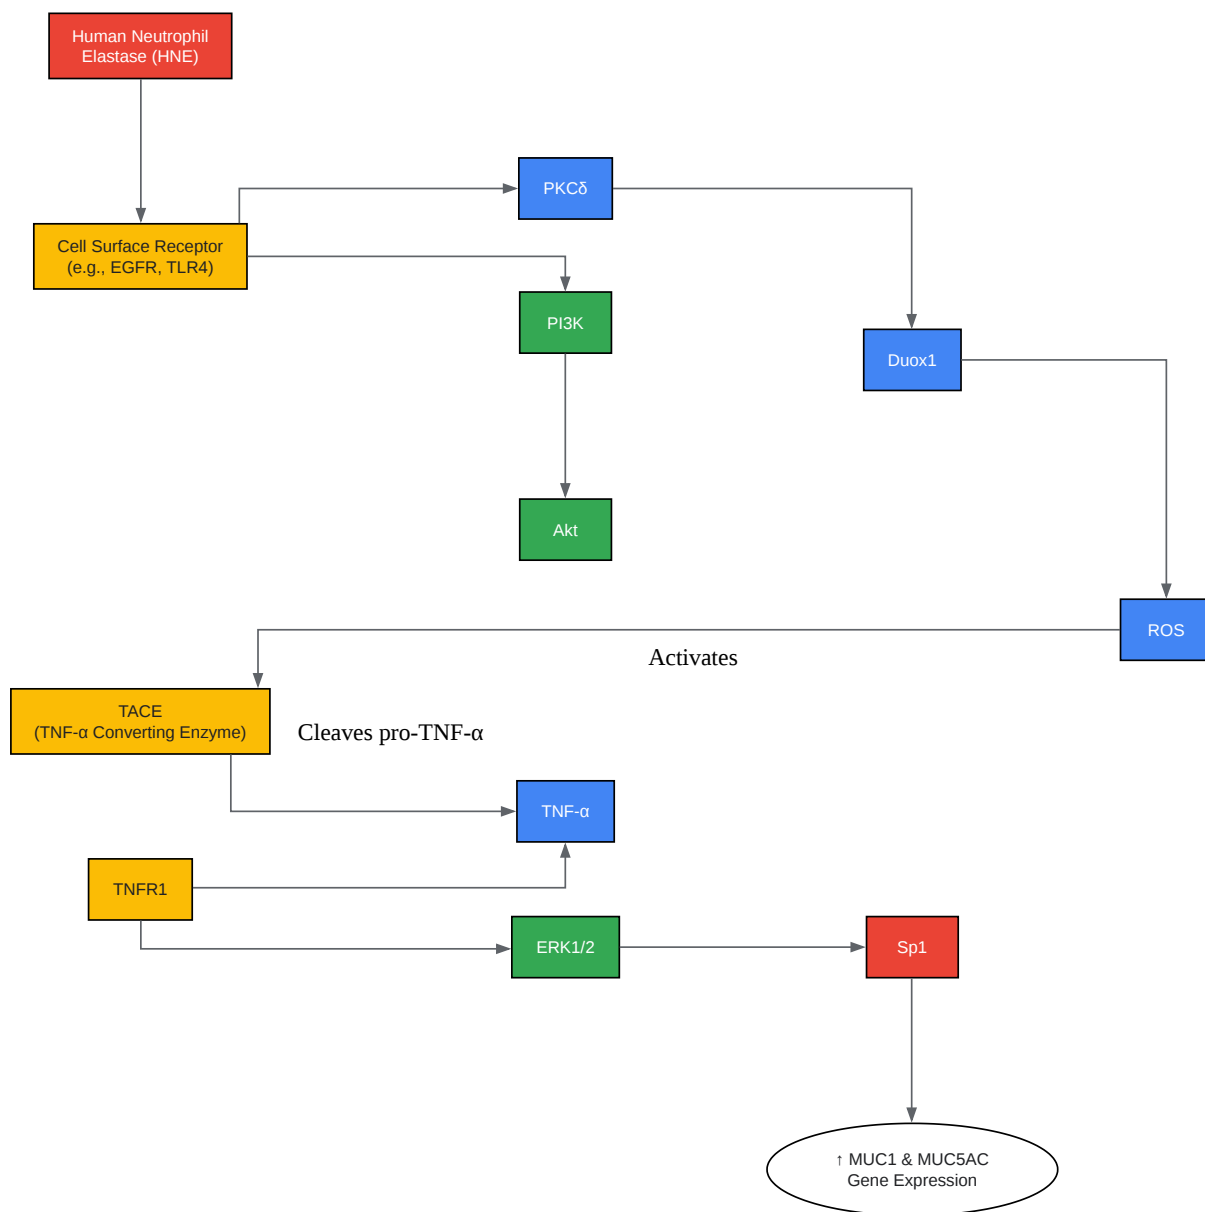 Human Neutrophil
Elastase (HNE)
PKCδ
Cell Surface Receptor
(e.g., EGFR, TLR4)
PI3K
Duox1
Akt
ROS
Activates
TACE
(TNF-α Converting Enzyme)
Cleaves pro-TNF-α
TNF-α
TNFR1
ERK1/2
Sp1
↑ MUC1 & MUC5AC
Gene Expression